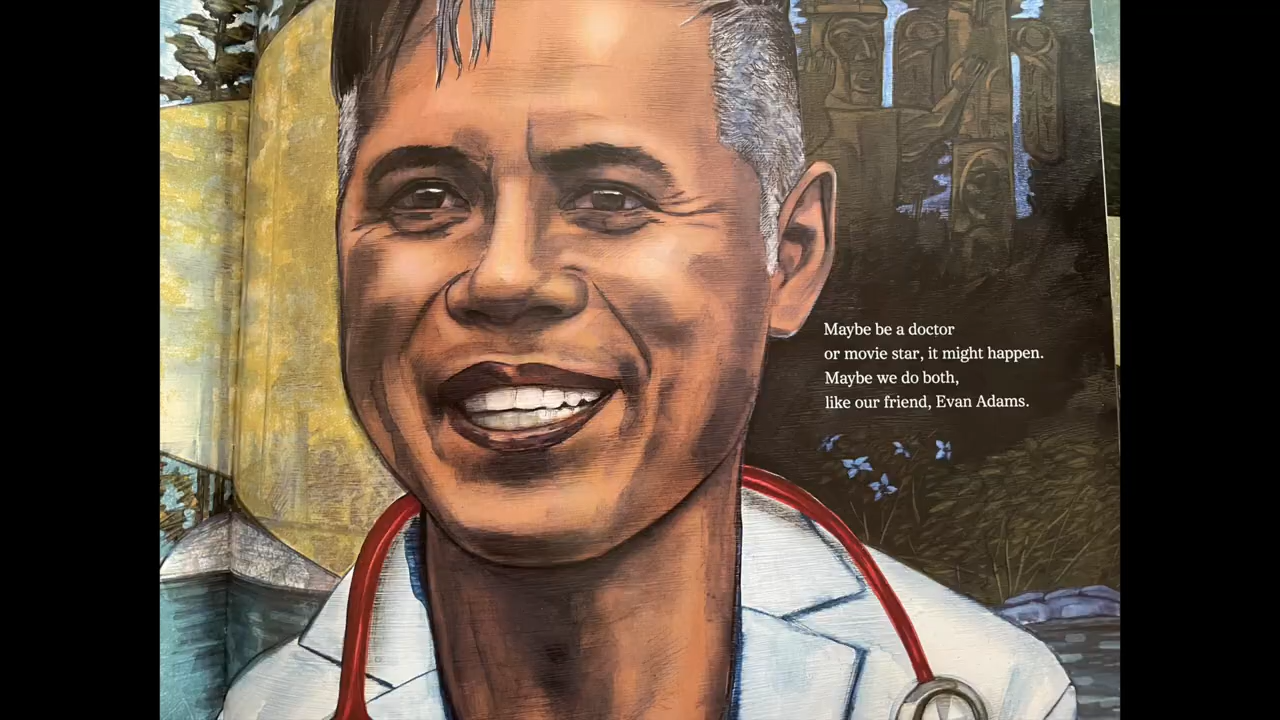 Maybe be a doctor
or movie star, it might happen.
Maybe we do both,
like our friend, Evan Adams.